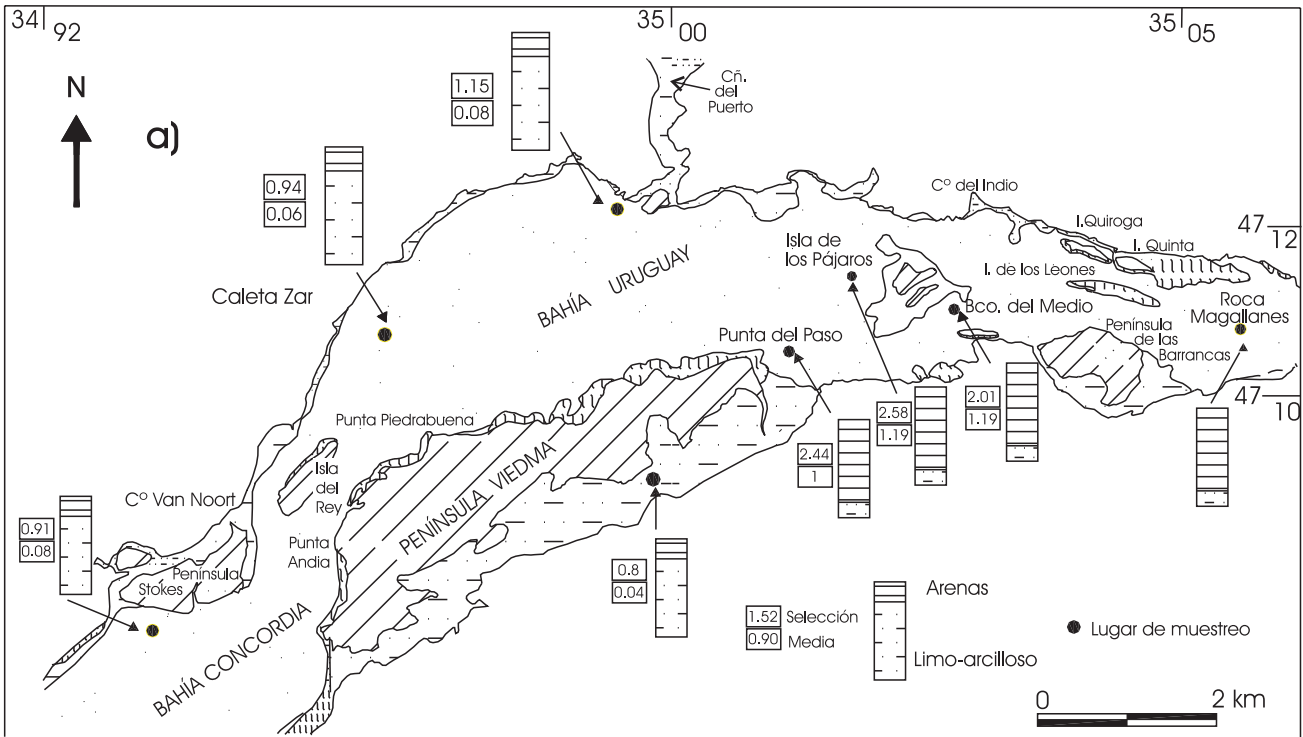 34 92
35 00
35 05
N
a)
1.15
0.08
Cñ.
del
Puerto
0.94
0.06
Cº del Indio
I.Quiroga
I. Quinta
47 12
Isla de
los Pájaros
I. de los Leones
Caleta Zar
BAHÍA URUGUAY
Bco. del Medio
Roca
Magallanes
Punta del Paso
Península
de las
Barrancas
47 10
2.58
1.19
2.01
1.19
Punta Piedrabuena
2.44
1
Isla
del
Rey
PENÍNSULA VIEDMA
Cº Van Noort
0.91
0.08
Punta
Andia
Península
Stokes
0.8
0.04
BAHÍA CONCORDIA
1.52 Selección
0.90 Media
Arenas
Limo-arcilloso
Lugar de muestreo
0 2 km